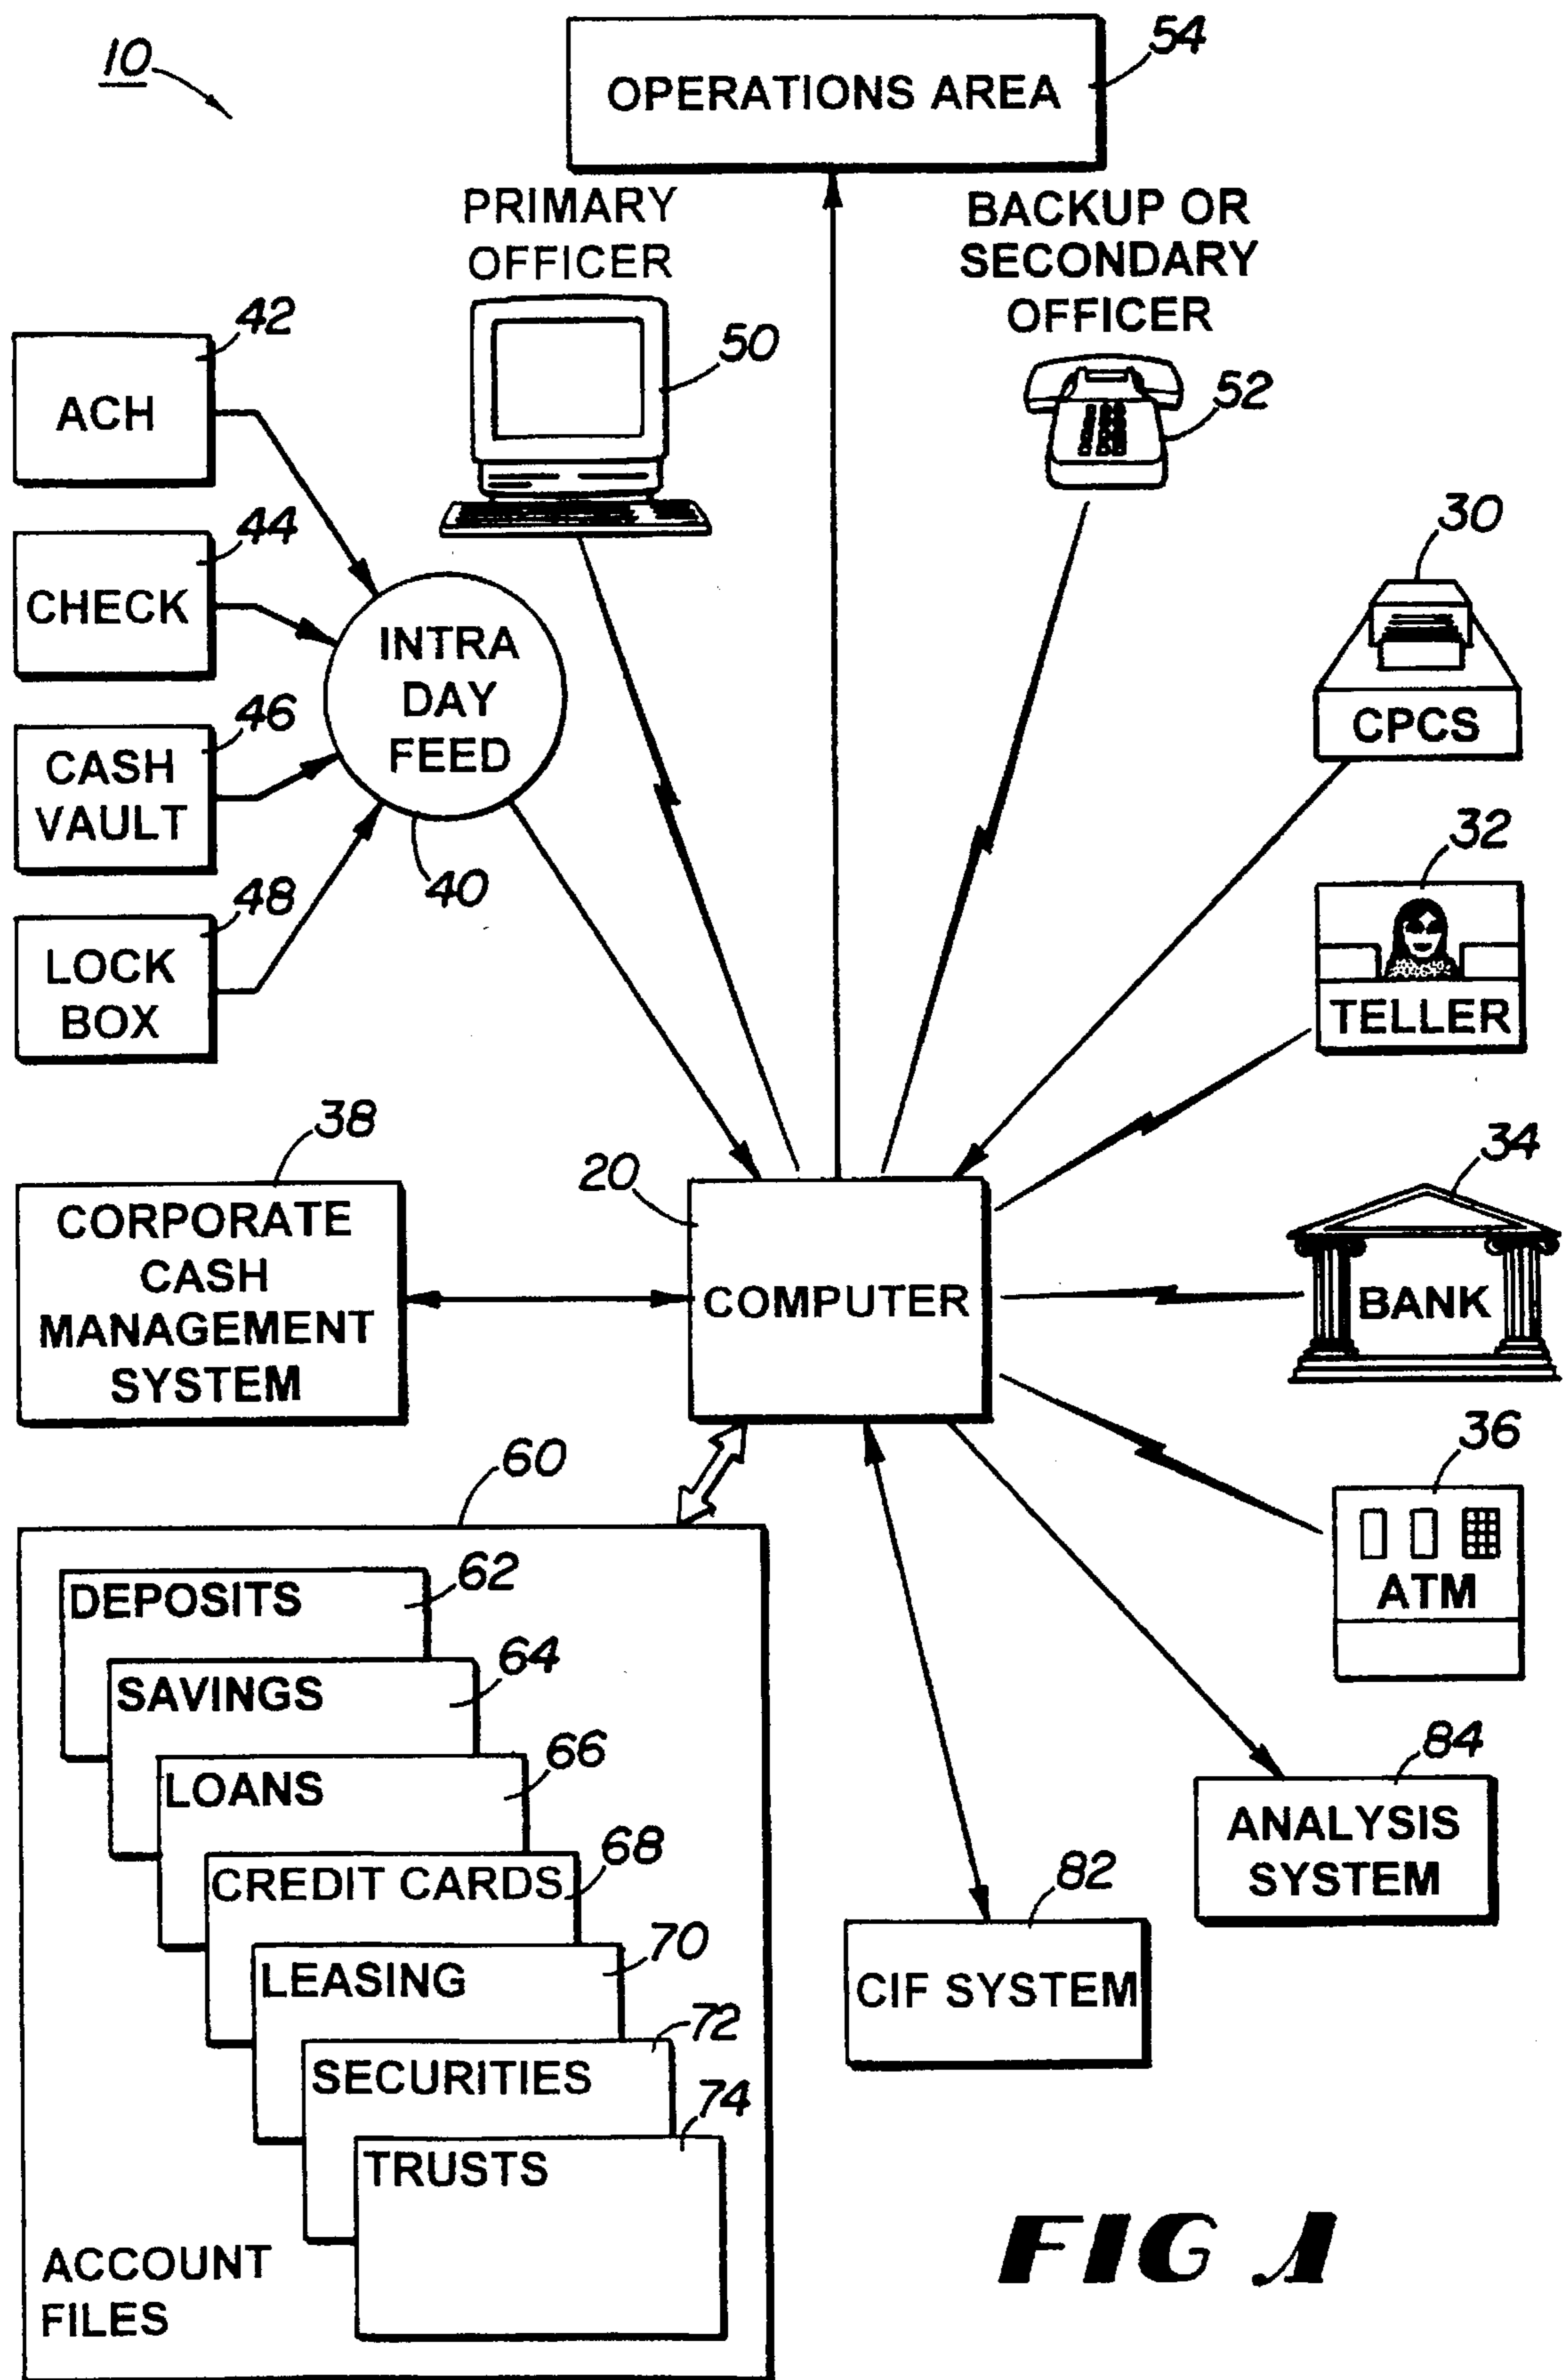 10
OPERATIONS AREA
54
PRIMARY
OFFICER
50
BACKUP OR
SECONDARY
OFFICER
52
42
ACH
44
CHECK
46
CASH
VAULT
48
LOCK
BOX
INTRA
DAY
FEED
40
30
CPCS
32
TELLER
38
CORPORATE
CASH
MANAGEMENT
SYSTEM
20
COMPUTER
34
BANK
36
ATM
60
DEPOSITS
62
SAVINGS
64
LOANS
66
CREDIT CARDS
68
LEASING
70
SECURITIES
72
TRUSTS
74
ACCOUNT
FILES
82
CIF SYSTEM
84
ANALYSIS
SYSTEM
FIG 1